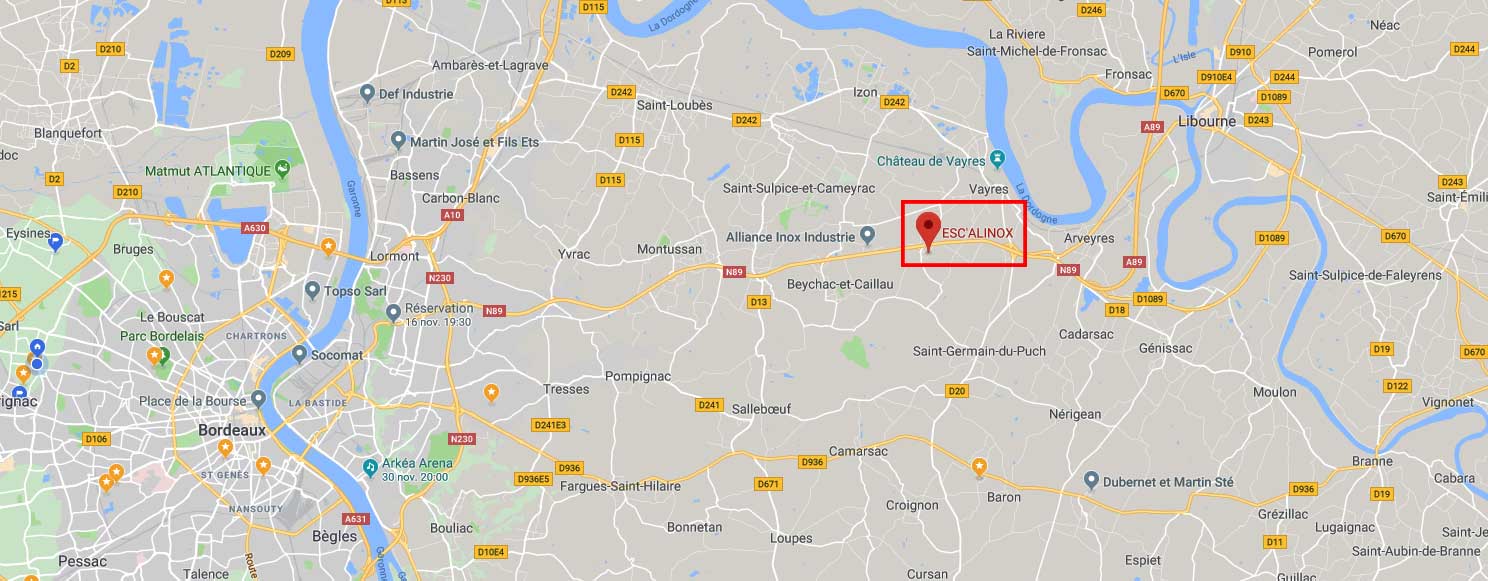 D113
D115
La Dordogne
D246
La Riviere
Néac
D210
D209
Saint-Michel-de-Fronsac
D910
Pomerol
D244
D2
Ambarès-et-Lagrave
L'Isle
Fronsac
D910E4
D244
Def Industrie
D242
Izon
D242
D670
D1089
Saint-Loubès
Blanquefort
D242
Libourne
D243
A89
Martin José et Fils Ets
D115
doc
Matmut ATLANTIQUE
Château de Vayres
Bassens
D2
D115
D243
D210
Garonne
Saint-Sulpice-et-Cameyrac
Vayres
Carbon-Blanc
La Dordogne
Saint-Émili
A10
A630
Eysines
Alliance Inox Industrie
ESC'ALINOX
Arveyres
D1089
D670
Bruges
Lormont
Yvrac
Montussan
A89
N230
N89
N89
Saint-Sulpice-de-Faleyrens
1215
Topso Sarl
Beychac-et-Caillau
D13
D1089
Réservation
16 nov. 19:30
N89
D18
Sarl
Le Bouscat
Parc Bordelais
CHARTRONS
Cadarsac
Socomat
Saint-Germain-du-Puch
Génissac
D19
D670
Pompignac
Tresses
D20
D122
Moulon
rignac
Place de la Bourse
LA BASTIDE
D241
Salleboeuf
Vignonet
Nérigean
Bordeaux
D241E3
D106
N230
Camarsac
Branne
ST GENÈS
Arkéa Arena
30 nov. 20:00
D936
D936
D936E5
Fargues-Saint-Hilaire
D671
Dubernet et Martin Sté
D936
D19
Cabara
Baron
NANSOUTY
A631
Croignon
Grézillac
Bouliac
Bonnetan
Lugaignac
Saint-Je
Bègles
Loupes
D11
D10E4
Saint-Aubin-de-Branne
Pessac
Espiet
Talence
Route
Garonne
Garonne
Cursan
Guillac